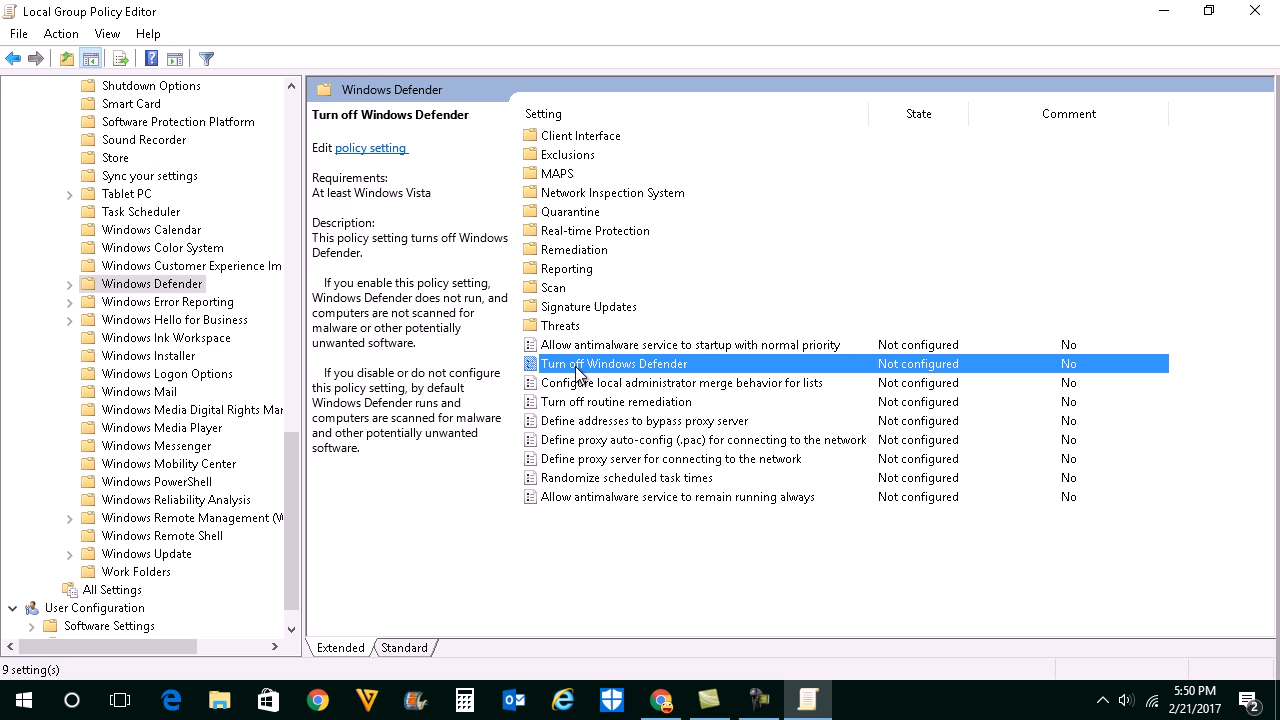 Local Group Policy Editor
File Action View Help
Shutdown Options
Smart Card
Software Protection Platform
Sound Recorder
Store
Sync your settings
Tablet PC
Task Scheduler
Windows Calendar
Windows Color System
Windows Customer Experience Im
Windows Defender
Windows Error Reporting
Windows Hello for Business
Windows Ink Workspace
Windows Installer
Windows Logon Options
Windows Mail
Windows Media Digital Rights Mar
Windows Media Player
Windows Messenger
Windows Mobility Center
Windows PowerShell
Windows Reliability Analysis
Windows Remote Management (W
Windows Remote Shell
Windows Update
Work Folders
All Settings
User Configuration
Software Settings
Windows Defender
Turn off Windows Defender
Edit policy setting
Requirements:
At least Windows Vista
Description:
This policy setting turns off Windows
Defender.
If you enable this policy setting,
Windows Defender does not run, and
computers are not scanned for
malware or other potentially
unwanted software.
If you disable or do not configure
this policy setting, by default
Windows Defender runs and
computers are scanned for malware
and other potentially unwanted
software.
Setting State Comment
Client Interface
Exclusions
MAPS
Network Inspection System
Quarantine
Real-time Protection
Remediation
Reporting
Scan
Signature Updates
Threats
Allow antimalware service to startup with normal priority Not configured No
Turn off Windows Defender Not configured No
Configure local administrator merge behavior for lists Not configured No
Turn off routine remediation Not configured No
Define addresses to bypass proxy server Not configured No
Define proxy auto-config (.pac) for connecting to the network Not configured No
Define proxy server for connecting to the network Not configured No
Randomize scheduled task times Not configured No
Allow antimalware service to remain running always Not configured No
Extended Standard
9 setting(s)
5:50 PM
2/21/2017
2